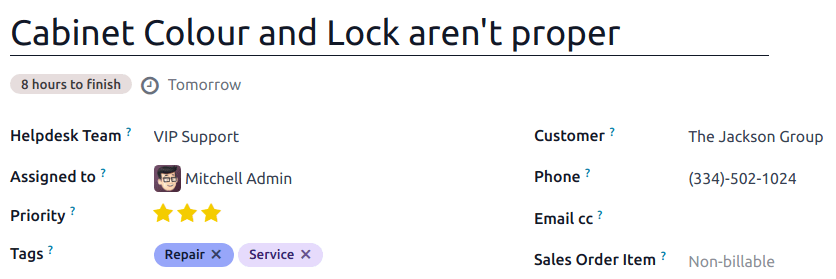 Cabinet Colour and Lock aren't proper
8 hours to finish Tomorrow
Helpdesk Team ? VIP Support Customer ? The Jackson Group
Assigned to ? Mitchell Admin Phone ? (334)-502-1024
Priority ? Email cc ?
Tags ? Repair × Service × Sales Order Item ? Non-billable